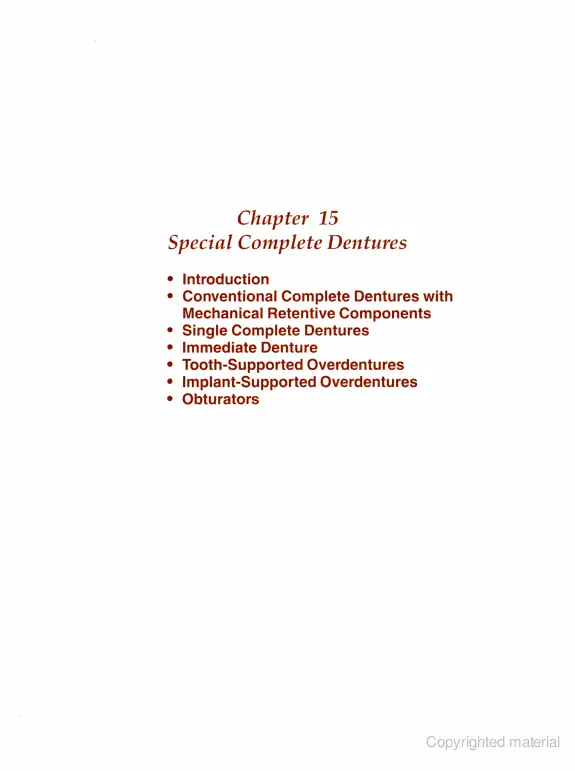 Chapter 15
Special Complete Dentures
• Introduction
• Conventional Complete Dentures with
Mechanical Retentive Components
• Single Complete Dentures
• Immediate Denture
• Tooth-Supported Overdentures
• Implant-Supported Overdentures
• Obturators
Copyrighted material